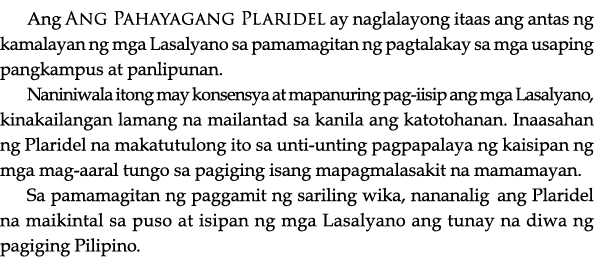 Ang ANG PAHAYAGANG PLARIDEL ay naglalayong itaas ang antas ng
kamalayan ng mga Lasalyano sa pamamagitan ng pagtalakay sa mga usaping
pangkampus at panlipunan.
Naniniwala itong may konsensya at mapanuring pag-iisip ang mga Lasalyano,
kinakailangan lamang na mailantad sa kanila ang katotohanan. Inaasahan
ng Plaridel na makatutulong ito sa unti-unting pagpapalaya ng kaisipan ng
mga mag-aaral tungo sa pagiging isang mapagmalasakit na mamamayan.
Sa pamamagitan ng paggamit ng sariling wika, nananalig ang Plaridel
na maikintal sa puso at isipan ng mga Lasalyano ang tunay na diwa ng
pagiging Pilipino.